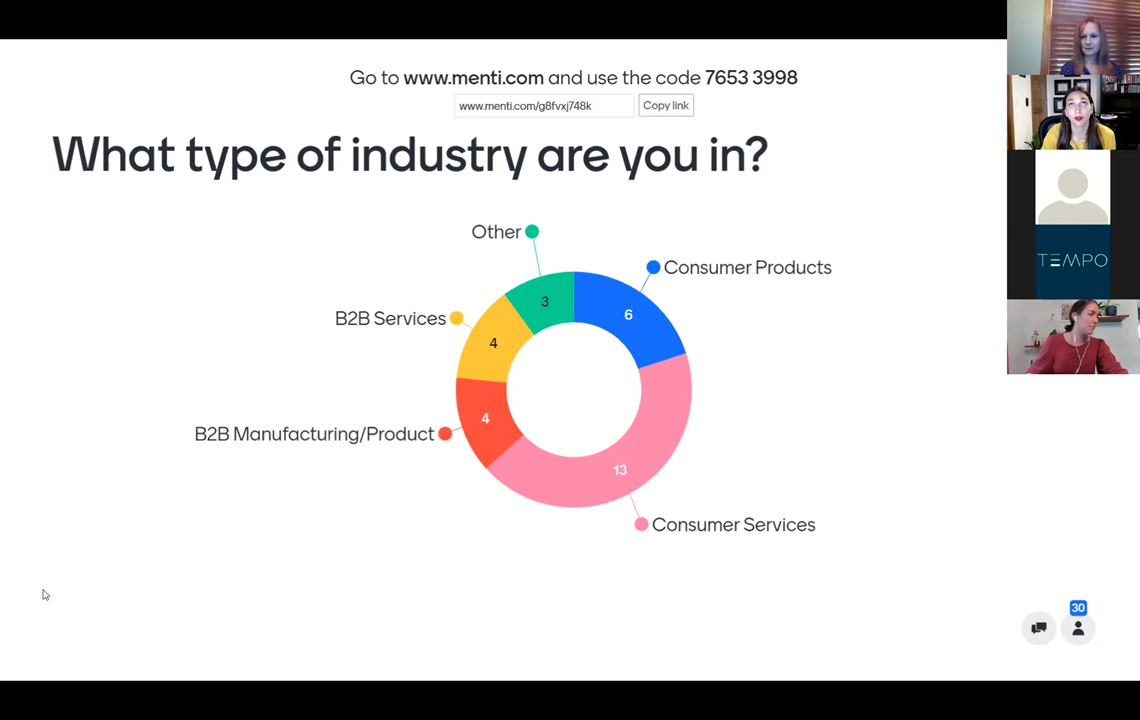 Go to www.menti.com and use the code 7653 3998
www.menti.com/g8fvxj748k
Copy link
What type of industry are you in?
Other
Consumer Products
3
6
B2B Services
4
TEMPO
B2B Manufacturing/Product
4
13
Consumer Services
30